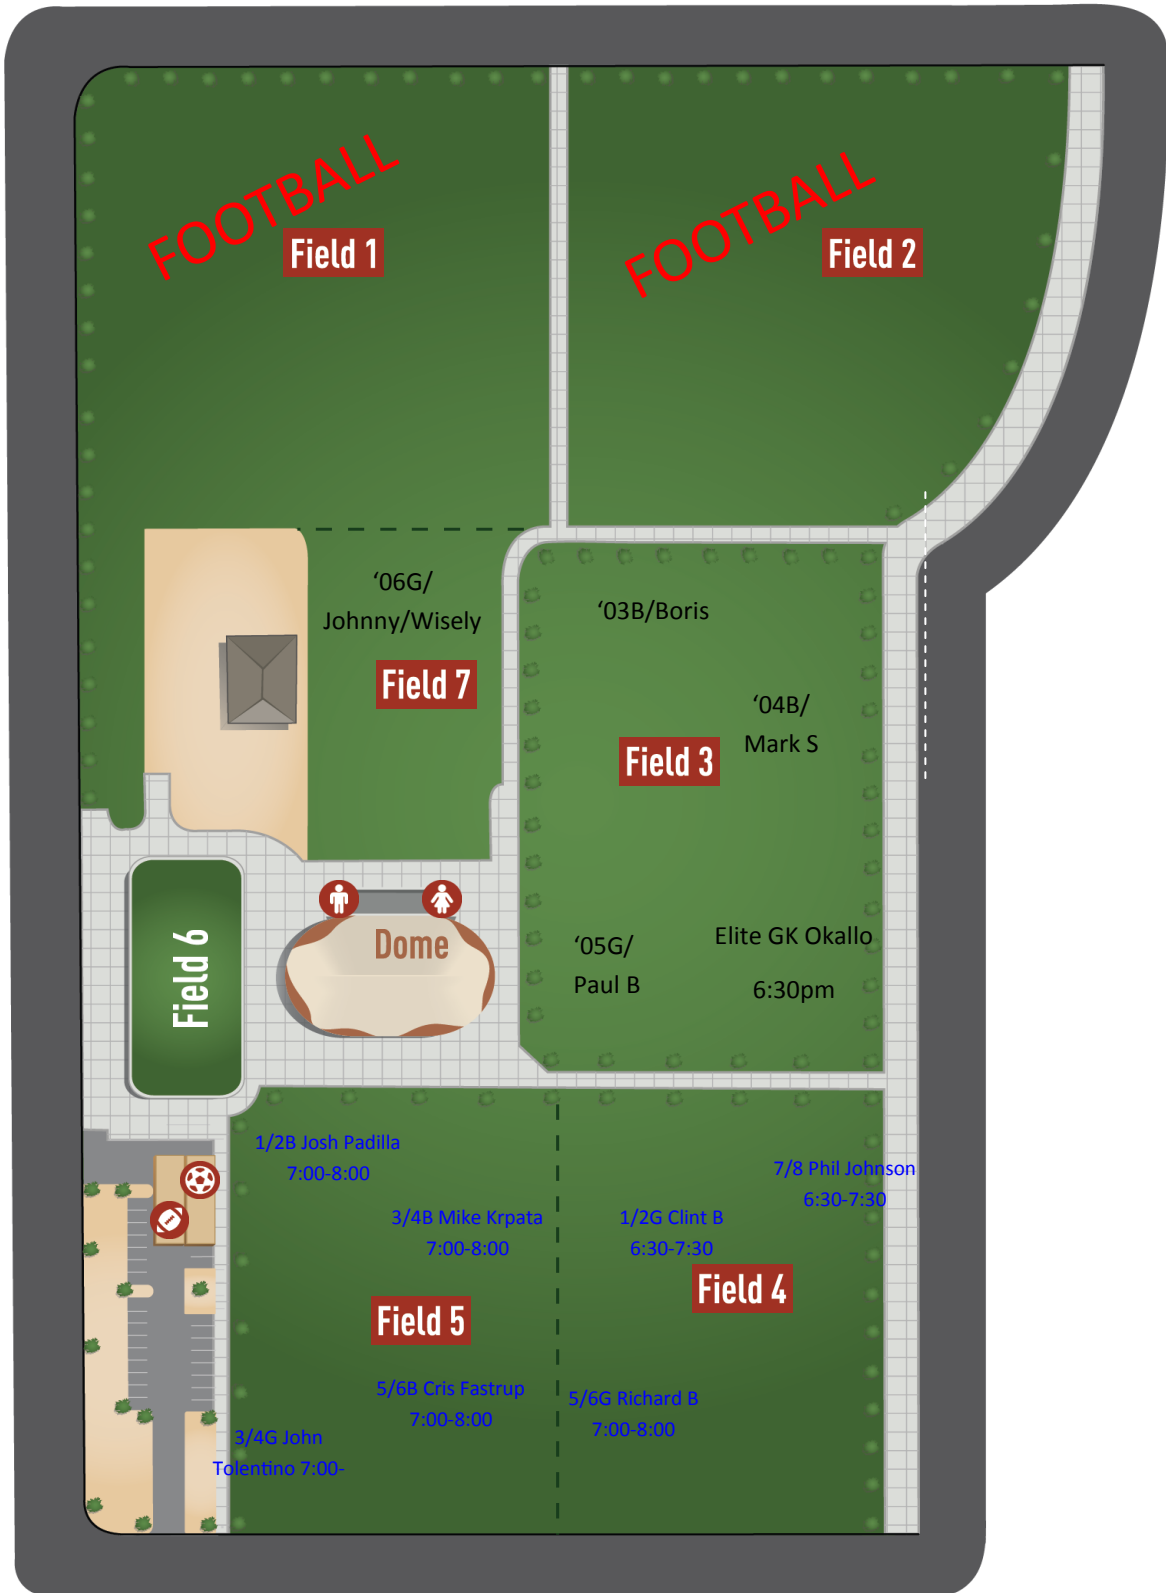 FOOTBALL
Field 1
FOOTBALL
Field 2
‘06G/
Johnny/Wisely
Field 7
‘03B/Boris
‘04B/
Mark S
Field 3
‘05G/
Paul B
Elite GK Okallo
6:30pm
Field 6
Dome
1/2B Josh Padilla
7:00-8:00
3/4B Mike Krpata
7:00-8:00
Field 5
5/6B Cris Fastrup
7:00-8:00
3/4G John
Tolentino 7:00-
7/8 Phil Johnson
6:30-7:30
1/2G Clint B
6:30-7:30
Field 4
5/6G Richard B
7:00-8:00